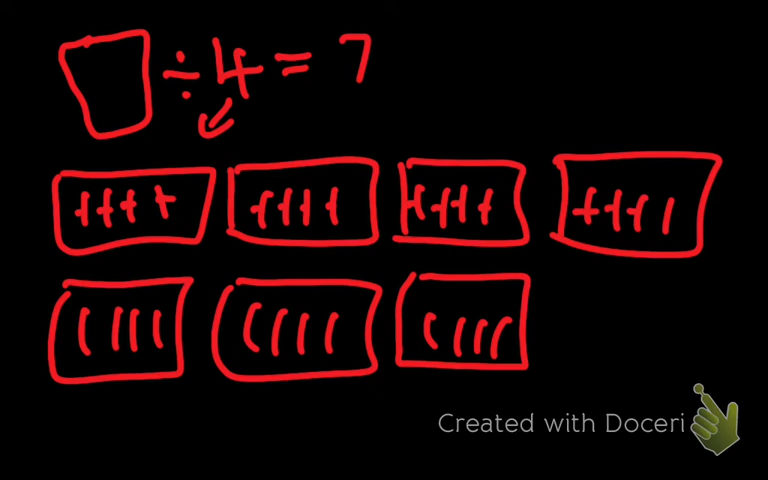 □ ÷ 4 = 7
Created with Doceri